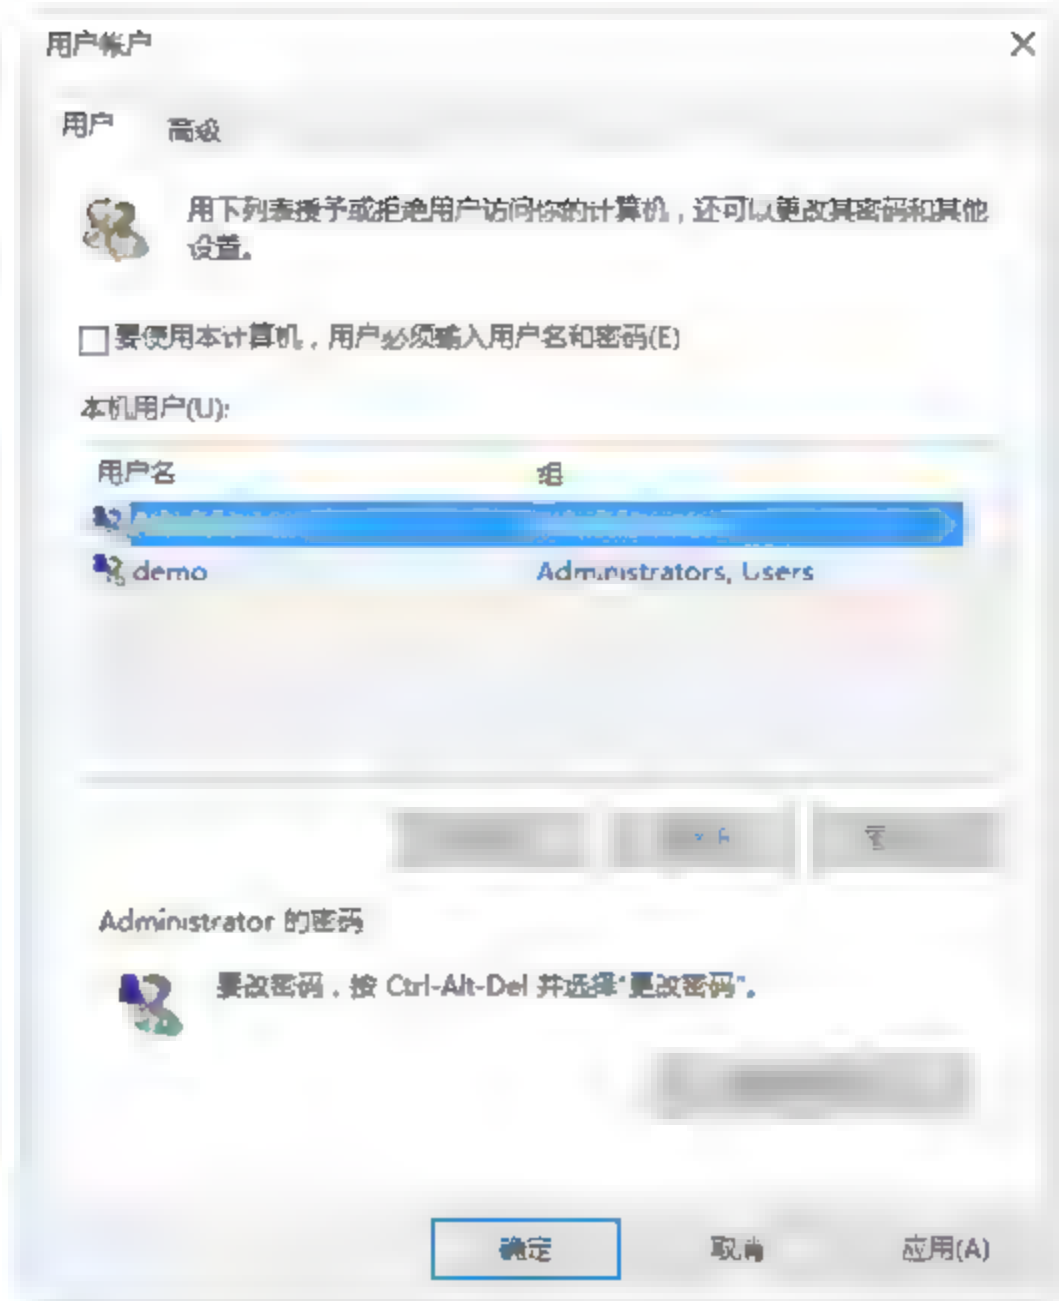 用户帐户
用户
高级
用下列表授予或拒绝用户访问你的计算机，还可以更改其密码和其他
设置。
要使用本计算机，用户必须输入用户名和密码(E)
本机用户(U):
用户名 组
demo Administrators, Users
Administrator 的密码
要改密码，按 Ctrl-Alt-Del 并选择"更改密码"。
确定 取消 应用(A)